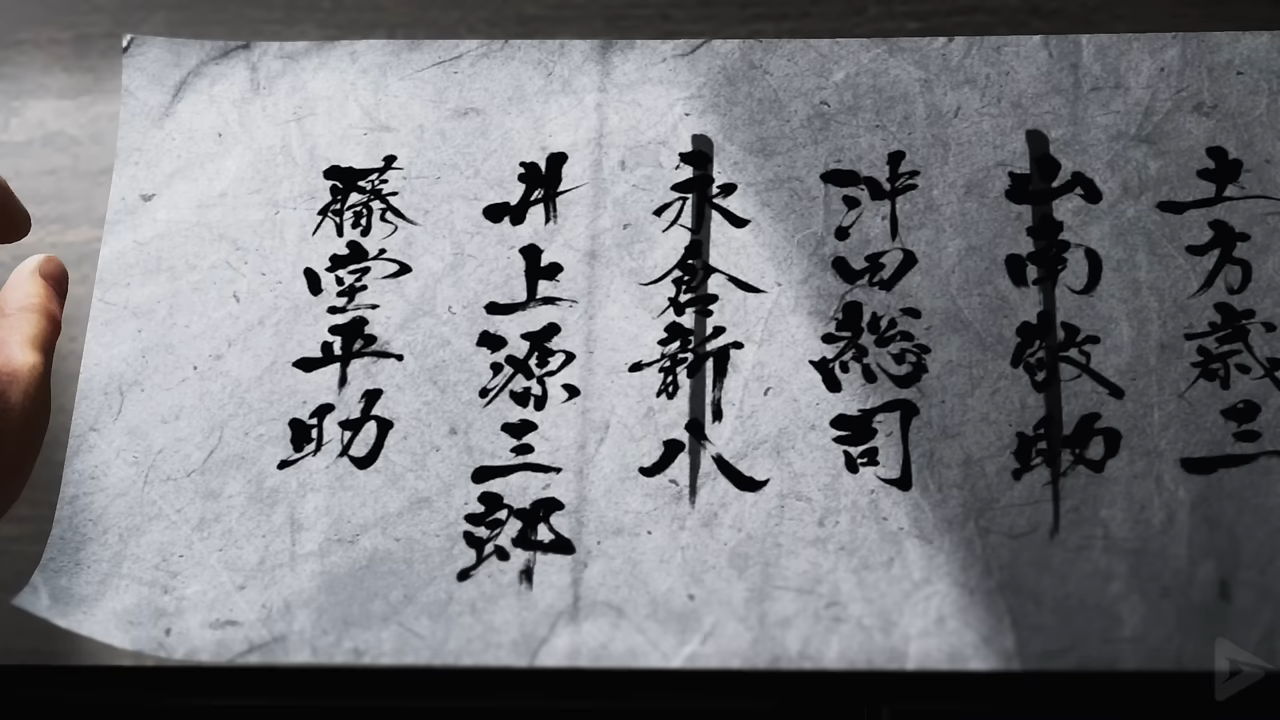 土方歳三
山南敬助
沖田総司
永倉新八
井上源三郎
藤堂平助